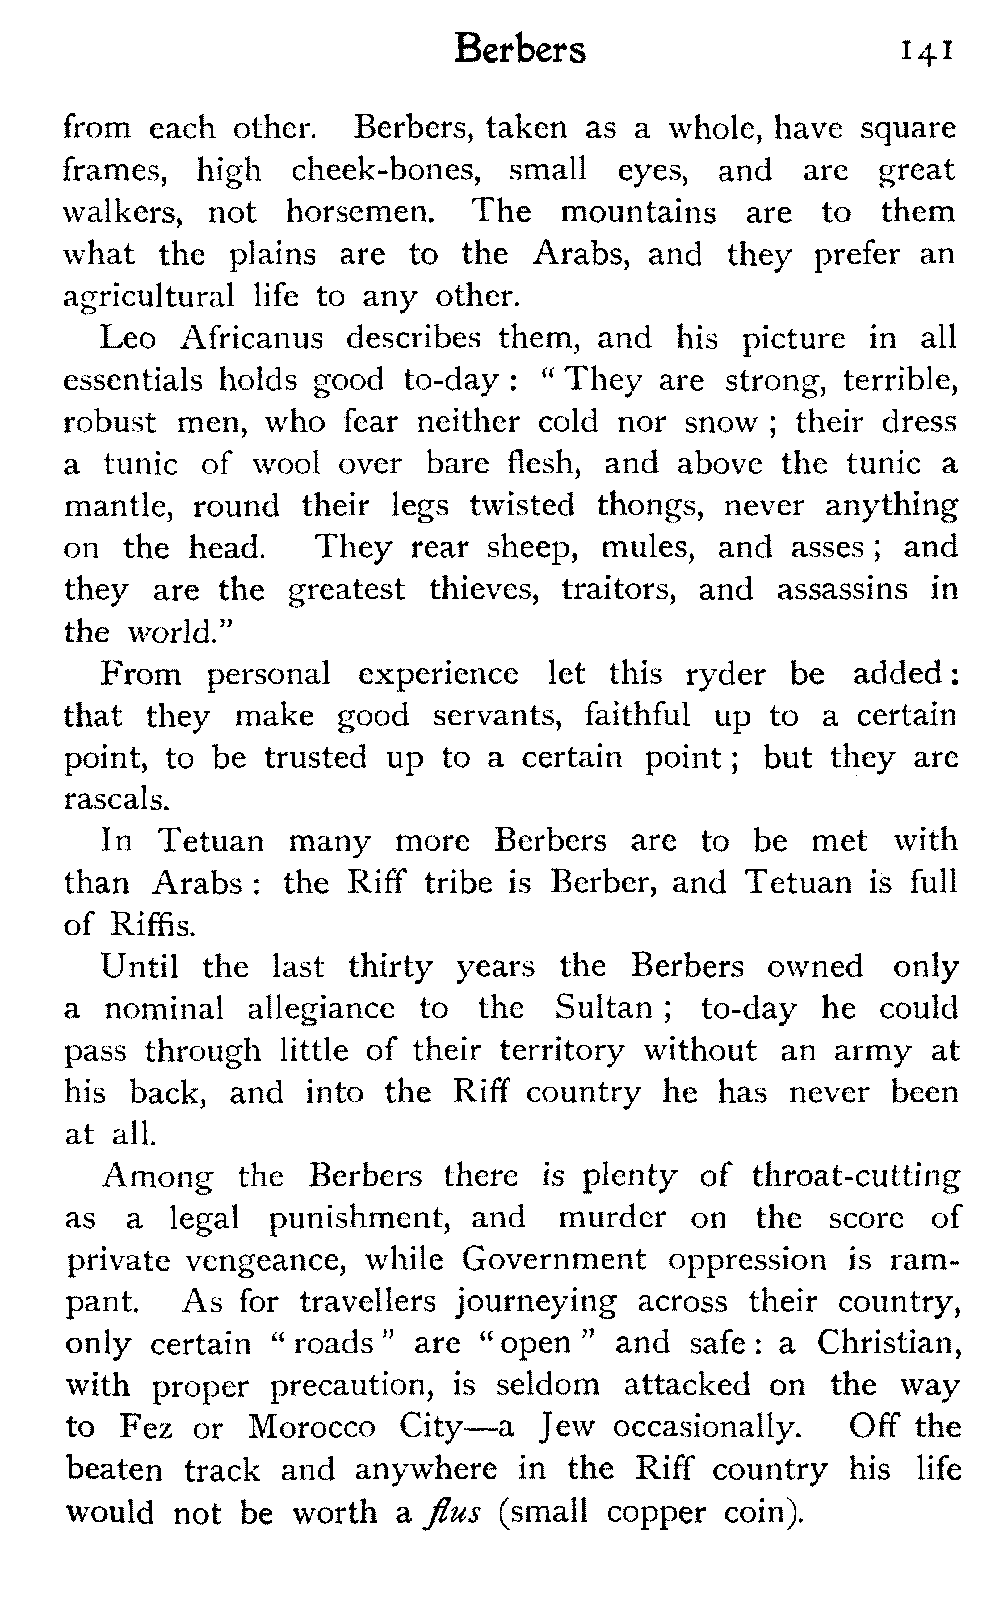 Berbers 141
from each other. Berbers, taken as a whole, have square
frames, high cheek-bones, small eyes, and are great
walkers, not horsemen. The mountains are to them
what the plains are to the Arabs, and they prefer an
agricultural life to any other.
Leo Africanus describes them, and his picture in all
essentials holds good to-day : “ They are strong, terrible,
robust men, who fear neither cold nor snow ; their dress
a tunic of wool over bare flesh, and above the tunic a
mantle, round their legs twisted thongs, never anything
on the head. They rear sheep, mules, and asses ; and
they are the greatest thieves, traitors, and assassins in
the world.”
From personal experience let this ryder be added :
that they make good servants, faithful up to a certain
point, to be trusted up to a certain point ; but they are
rascals.
In Tetuan many more Berbers are to be met with
than Arabs : the Riff tribe is Berber, and Tetuan is full
of Riffis.
Until the last thirty years the Berbers owned only
a nominal allegiance to the Sultan ; to-day he could
pass through little of their territory without an army at
his back, and into the Riff country he has never been
at all.
Among the Berbers there is plenty of throat-cutting
as a legal punishment, and murder on the score of
private vengeance, while Government oppression is ram-
pant. As for travellers journeying across their country,
only certain “ roads ” are “ open ” and safe : a Christian,
with proper precaution, is seldom attacked on the way
to Fez or Morocco City—a Jew occasionally. Off the
beaten track and anywhere in the Riff country his life
would not be worth a flus (small copper coin).